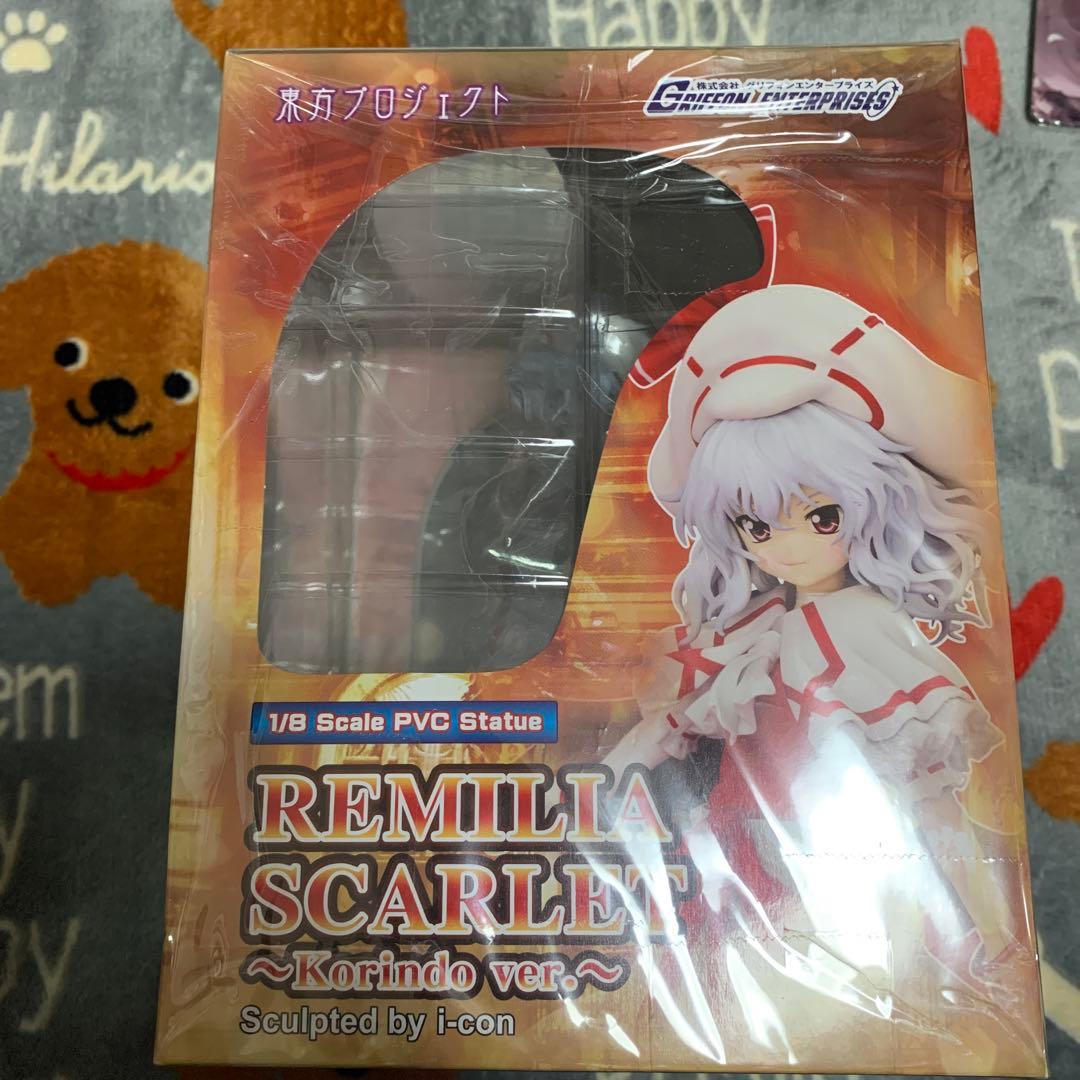 Happy
東方プロジェクト
株式会社 グリフォンエンタープライズ
GRIFFON ENTERPRISES
Hilario
1/8 Scale PVC Statue
REMILIA
SCARLET
～Korindo ver.～
Sculpted by i-con
em
y
py